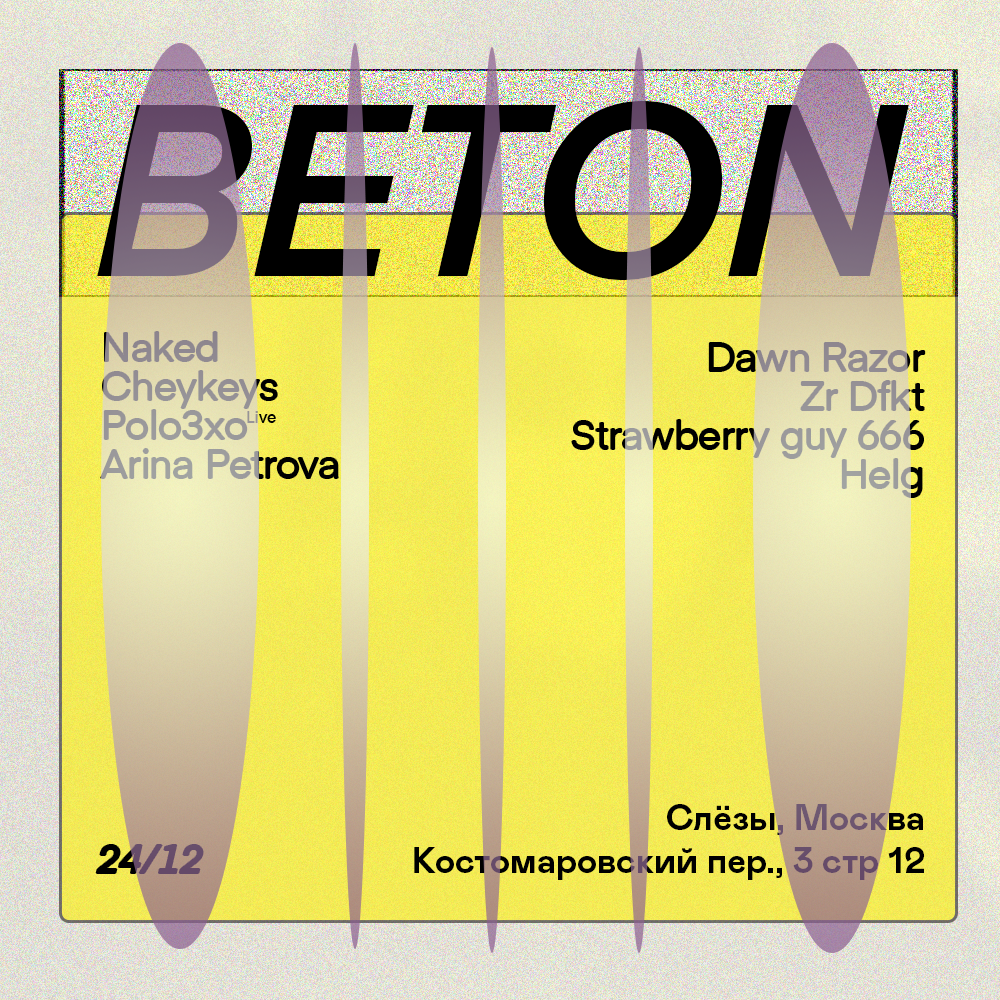 BETON
Naked
Cheykeys
Polo3xo Live
Arina Petrova
Dawn Razor
Zr Dfkt
Strawberry guy 666
Helg
24/12
Слёзы, Москва
Костомаровский пер., 3 стр 12